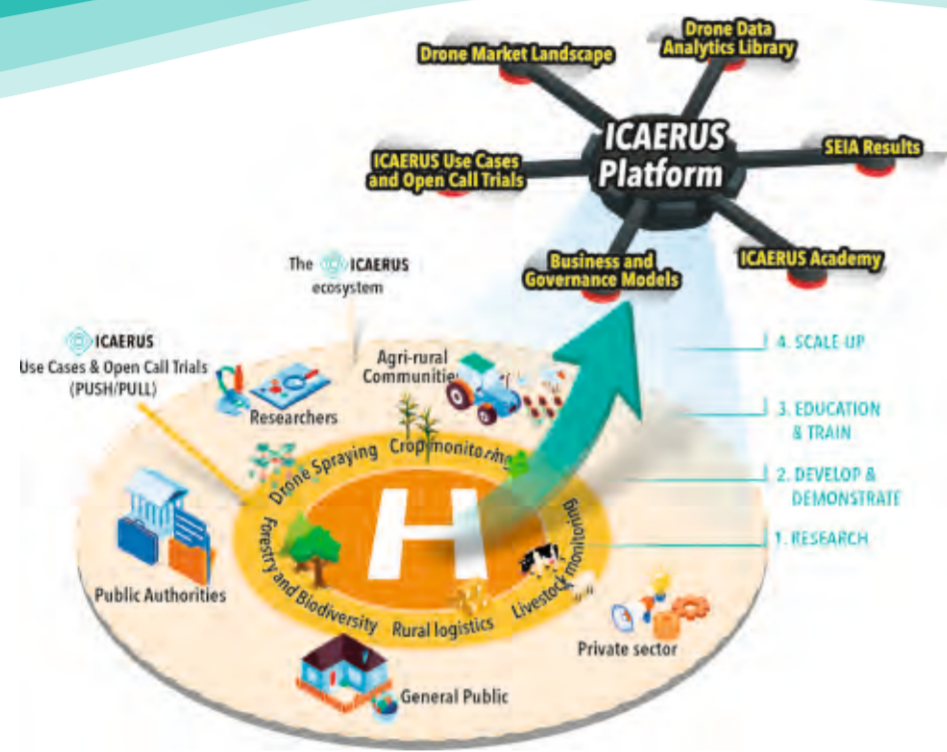 Drone Market Landscape
Drone Data
Analytics Library
ICAERUS
Platform
ICAERUS Use Cases
and Open Call Trials
SEIA Results
Business and
Governance Models
ICAERUS Academy
The ICAERUS
ecosystem
ICAERUS
Use Cases & Open Call Trials
(PUSH/PULL)
Researchers
Agri-rural
Communitie
4. SCALE-UP
3. EDUCATION
& TRAIN
2. DEVELOP &
DEMONSTRATE
1. RESEARCH
Drone Spraying
Crop monitoring
Forestry and Biodiversity
Rural logistics
Livestock monitoring
H
Public Authorities
Private sector
General Public